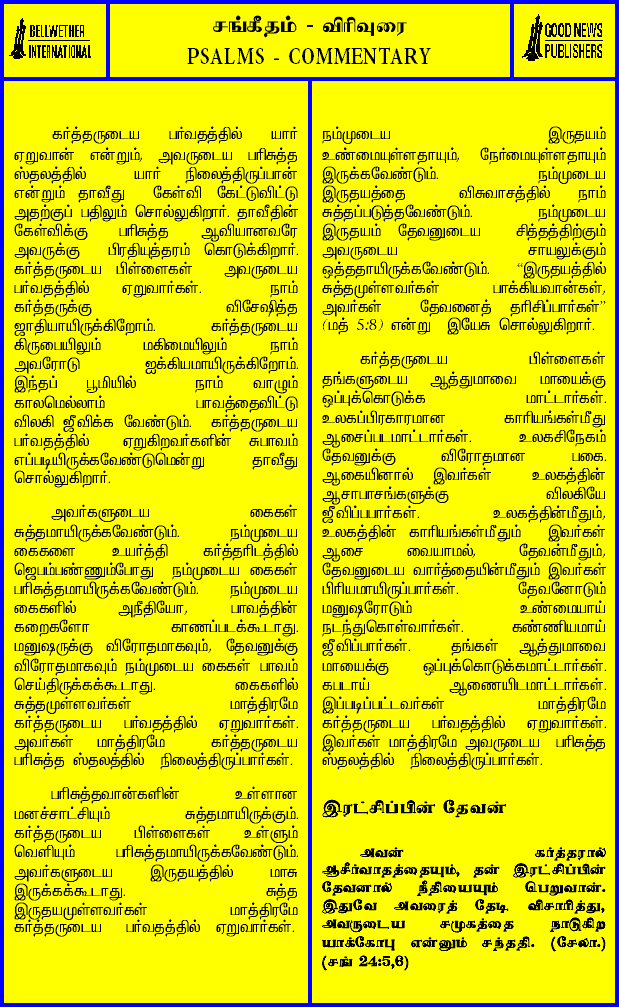 BELLWETHER
INTERNATIONAL
சங்கீதம் - விரிவுரை
PSALMS - COMMENTARY
GOOD NEWS
PUBLISHERS
கர்த்தருடைய பர்வதத்தில் யார்
ஏறுவான் என்றும், அவருடைய பரிசுத்த
ஸ்தலத்தில் யார் நிலைத்திருப்பான்
என்றும் தாவீது கேள்வி கேட்டுவிட்டு
அதற்குப் பதிலும் சொல்லுகிறார். தாவீதின்
கேள்விக்கு பரிசுத்த ஆவியானவரே
அவருக்கு பிரதியுத்தரம் கொடுக்கிறார்.
கர்த்தருடைய பிள்ளைகள் அவருடைய
பர்வதத்தில் ஏறுவார்கள். நாம்
கர்த்தருக்கு விசேஷித்த
ஜாதியாயிருக்கிறோம். கர்த்தருடைய
கிருபையிலும் மகிமையிலும் நாம்
அவரோடு ஐக்கியமாயிருக்கிறோம்.
இந்தப் பூமியில் நாம் வாழும்
காலமெல்லாம் பாவத்தைவிட்டு
விலகி ஜீவிக்க வேண்டும். கர்த்தருடைய
பர்வதத்தில் ஏறுகிறவர்களின் சுபாவம்
எப்படியிருக்கவேண்டுமென்று தாவீது
சொல்லுகிறார்.
அவர்களுடைய கைகள்
சுத்தமாயிருக்கவேண்டும். நம்முடைய
கைகளை உயர்த்தி கர்த்தரிடத்தில்
ஜெபம்பண்ணும்போது நம்முடைய கைகள்
பரிசுத்தமாயிருக்கவேண்டும். நம்முடைய
கைகளில் அநீதியோ, பாவத்தின்
கறைகளோ காணப்படக்கூடாது.
மனுஷருக்கு விரோதமாகவும், தேவனுக்கு
விரோதமாகவும் நம்முடைய கைகள் பாவம்
செய்திருக்கக்கூடாது. கைகளில்
சுத்தமுள்ளவர்கள் மாத்திரமே
கர்த்தருடைய பர்வதத்தில் ஏறுவார்கள்.
அவர்கள் மாத்திரமே கர்த்தருடைய
பரிசுத்த ஸ்தலத்தில் நிலைத்திருப்பார்கள்.
பரிசுத்தவான்களின் உள்ளான
மனச்சாட்சியும் சுத்தமாயிருக்கும்.
கர்த்தருடைய பிள்ளைகள் உள்ளும்
வெளியும் பரிசுத்தமாயிருக்கவேண்டும்.
அவர்களுடைய இருதயத்தில் மாசு
இருக்கக்கூடாது. சுத்த
இருதயமுள்ளவர்கள் மாத்திரமே
கர்த்தருடைய பர்வதத்தில் ஏறுவார்கள்.
நம்முடைய இருதயம்
உண்மையுள்ளதாயும், நேர்மையுள்ளதாயும்
இருக்கவேண்டும். நம்முடைய
இருதயத்தை விசுவாசத்தில் நாம்
சுத்தப்படுத்தவேண்டும். நம்முடைய
இருதயம் தேவனுடைய சித்தத்திற்கும்
அவருடைய சாயலுக்கும்
ஒத்ததாயிருக்கவேண்டும். “இருதயத்தில்
சுத்தமுள்ளவர்கள் பாக்கியவான்கள்,
அவர்கள் தேவனைத் தரிசிப்பார்கள்”
(மத் 5:8) என்று இயேசு சொல்லுகிறார்.
கர்த்தருடைய பிள்ளைகள்
தங்களுடைய ஆத்துமாவை மாயைக்கு
ஒப்புக்கொடுக்க மாட்டார்கள்.
உலகப்பிரகாரமான காரியங்கள்மீது
ஆசைப்படமாட்டார்கள். உலகசிநேகம்
தேவனுக்கு விரோதமான பகை.
ஆகையினால் இவர்கள் உலகத்தின்
ஆசாபாசங்களுக்கு விலகியே
ஜீவிப்பபார்கள். உலகத்தின்மீதும்,
உலகத்தின் காரியங்கள்மீதும் இவர்கள்
ஆசை வையாமல், தேவன்மீதும்,
தேவனுடைய வார்த்தையின்மீதும் இவர்கள்
பிரியமாயிருப்பார்கள். தேவனோடும்
மனுஷரோடும் உண்மையாய்
நடந்துகொள்வார்கள். கண்ணியமாய்
ஜீவிப்பார்கள். தங்கள் ஆத்துமாவை
மாயைக்கு ஒப்புக்கொடுக்கமாட்டார்கள்.
கபடாய் ஆணையிடமாட்டார்கள்.
இப்படிப்பட்டவர்கள் மாத்திரமே
கர்த்தருடைய பர்வதத்தில் ஏறுவார்கள்.
இவர்கள் மாத்திரமே அவருடைய பரிசுத்த
ஸ்தலத்தில் நிலைத்திருப்பார்கள்.
இரட்சிப்பின் தேவன்
அவன் கர்த்தரால்
ஆசீர்வாதத்தையும், தன் இரட்சிப்பின்
தேவனால் நீதியையும் பெறுவான்.
இதுவே அவரைத் தேடி விசாரித்து,
அவருடைய சமுகத்தை நாடுகிற
யாக்கோபு என்னும் சந்ததி. (சேலா.)
(சங் 24:5,6)